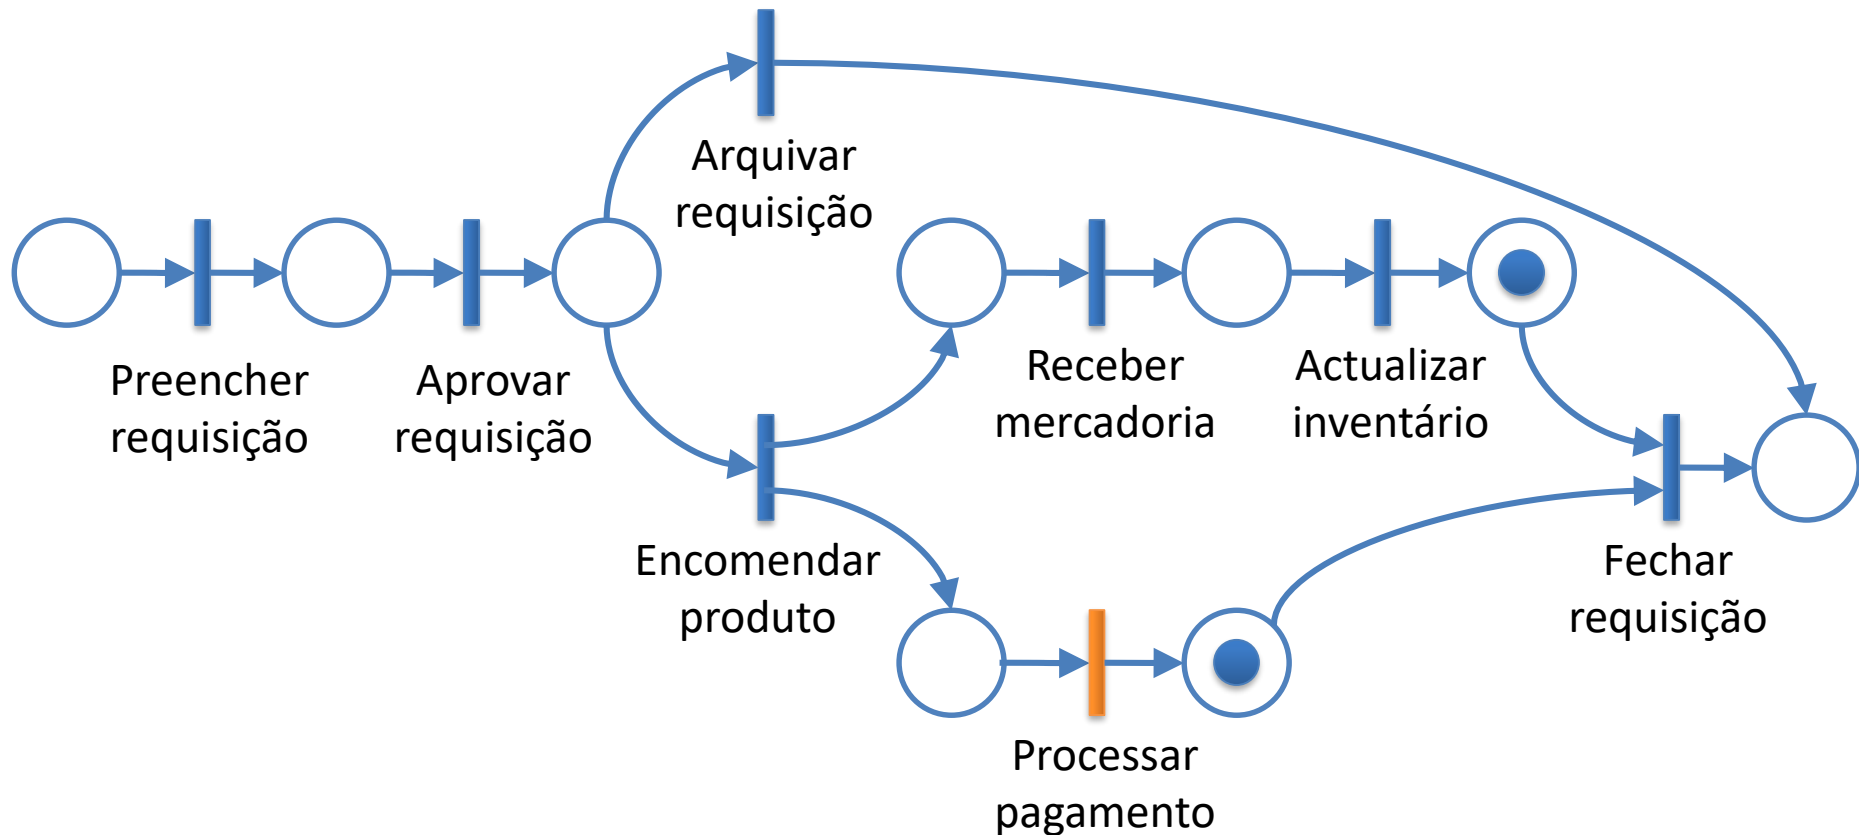 Arquivar
requisição
Preencher
requisição
Aprovar
requisição
Receber
mercadoria
Actualizar
inventário
Encomendar
produto
Fechar
requisição
Processar
pagamento